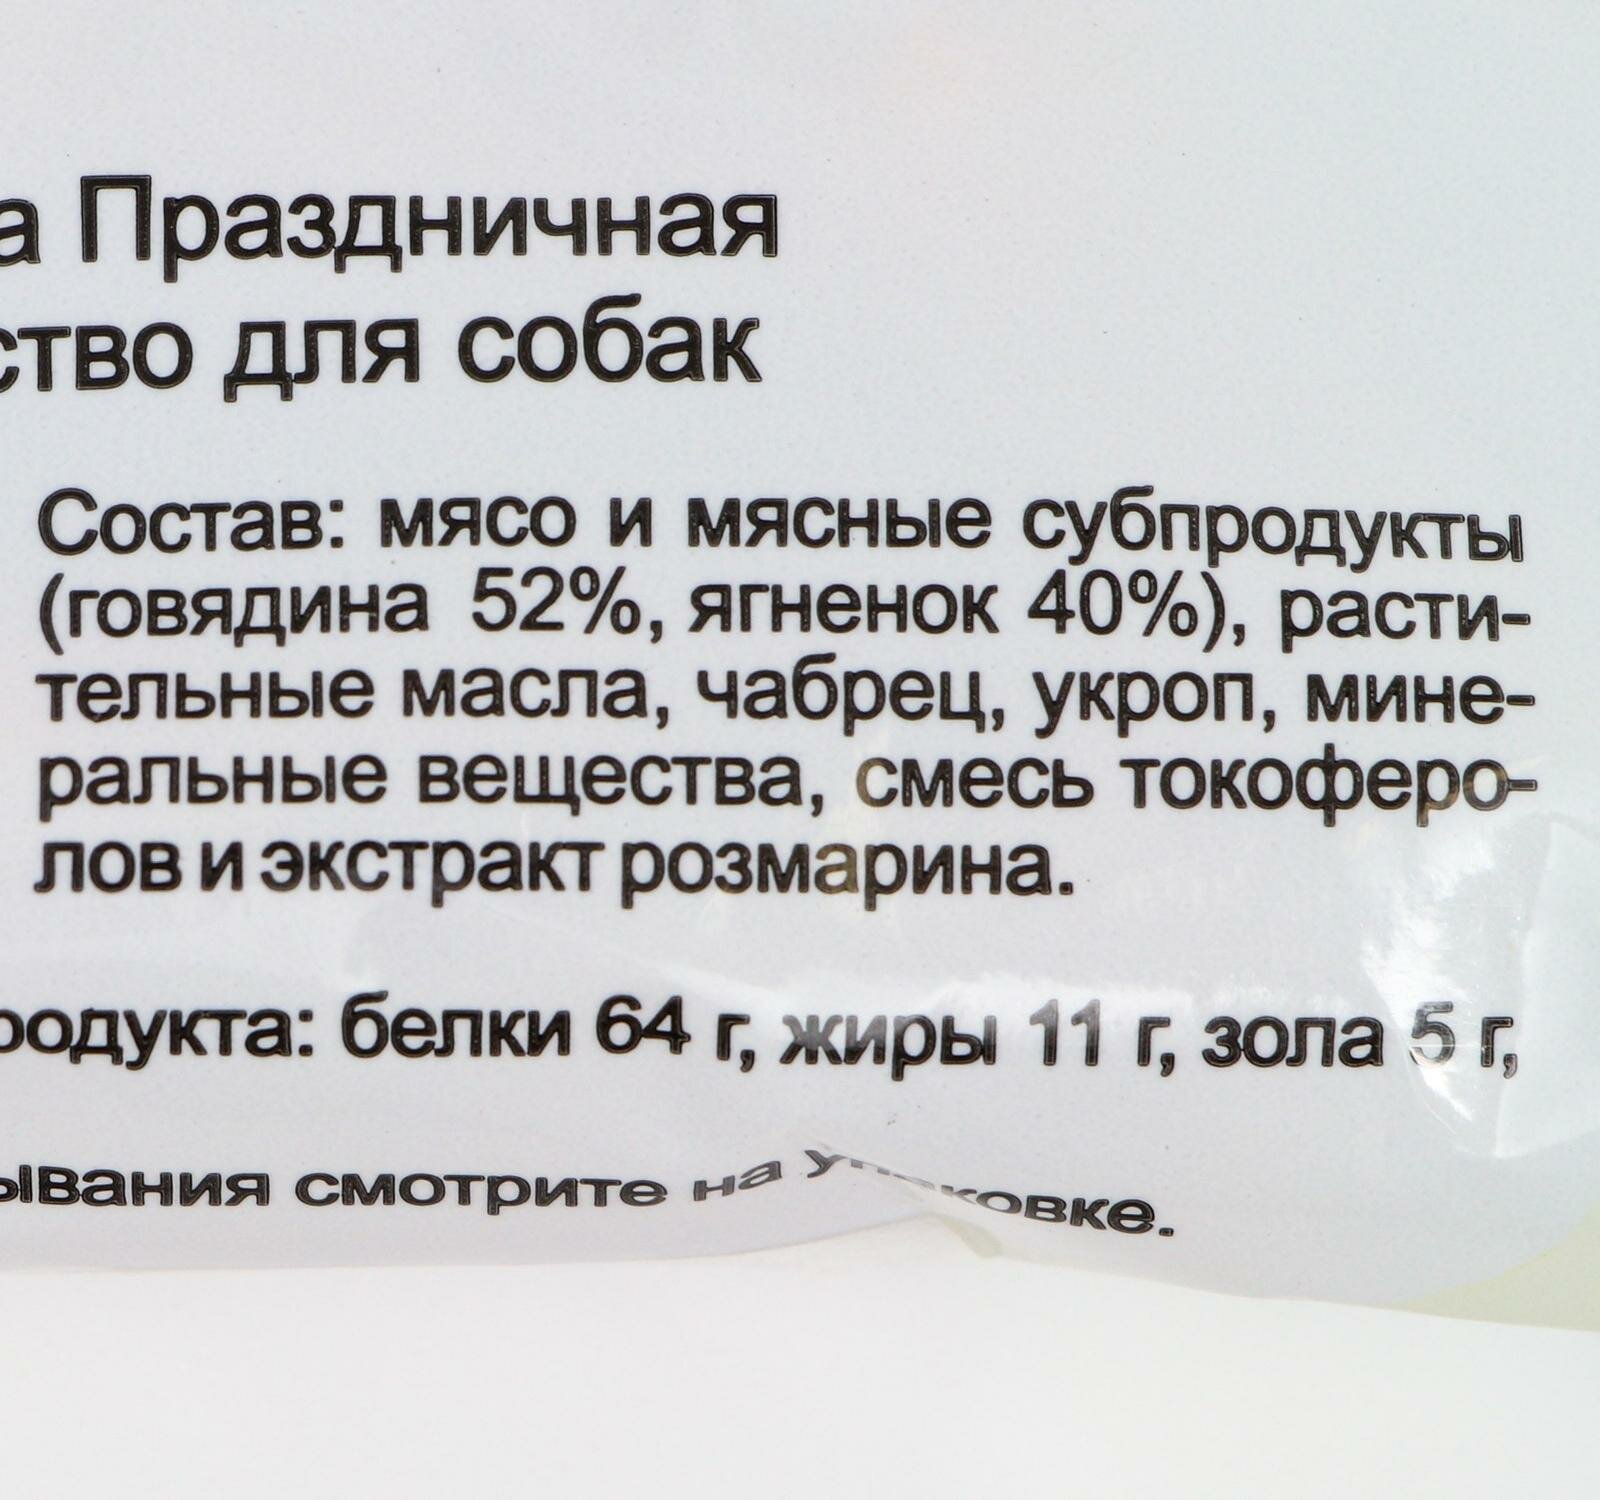 а Праздничная
ство для собак
Состав: мясо и мясные субпродукты
(говядина 52%, ягненок 40%), расти-
тельные масла, чабрец, укроп, мине-
ральные вещества, смесь токоферо-
лов и экстракт розмарина.
родукта: белки 64 г, жиры 11 г, зола 5 г,
ывания смотрите на упаковке.